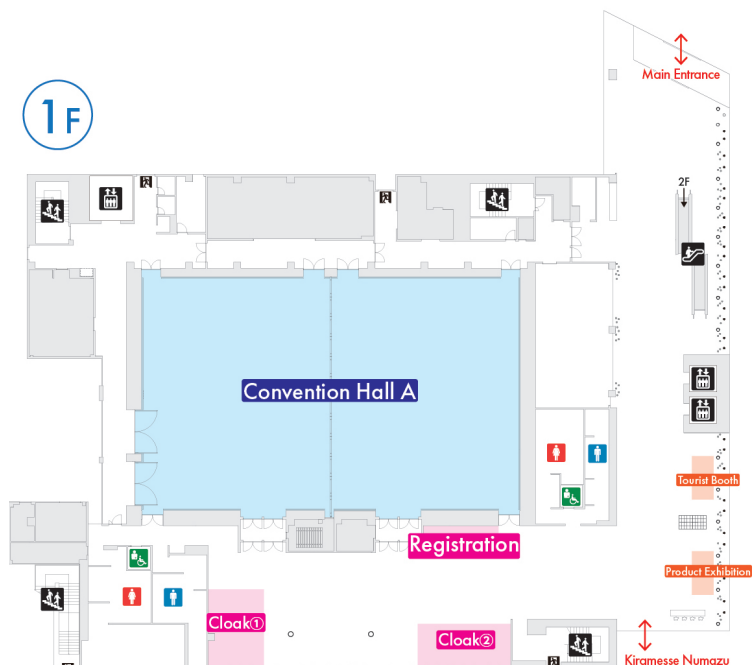 Main Entrance
1F
2F
Convention Hall A
Tourist Booth
Registration
Product Exhibition
Cloak①
Cloak②
Kiramesse Numazu